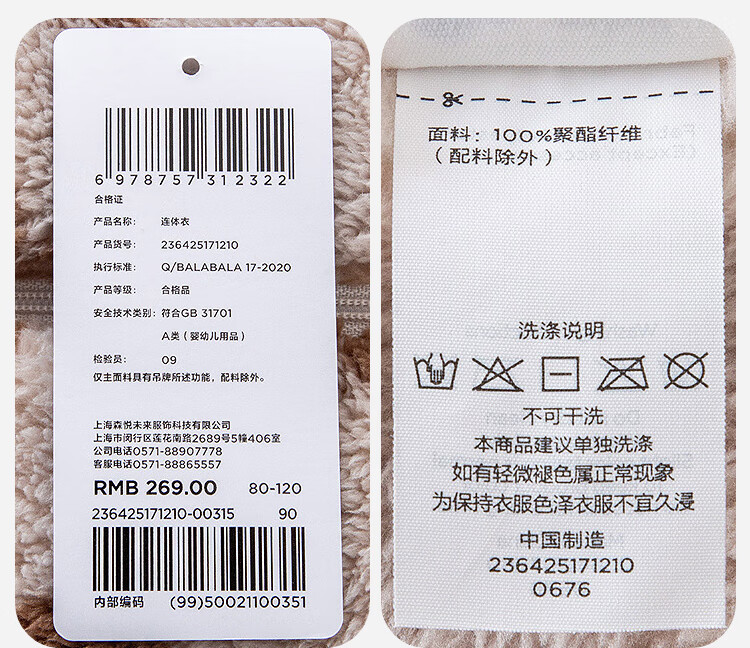 6 978757 312322
合格证
产品名称: 连体衣
产品货号: 236425171210
执行标准: Q/BALABALA 17-2020
产品等级: 合格品
安全技术类别: 符合GB 31701
A类（婴幼儿用品）
检验员: 09
仅主面料具有吊牌所述功能，配料除外。
上海森悦未来服饰科技有限公司
上海市闵行区莲花南路2689号5幢406室
公司电话0571-88907778
客服电话0571-88865557
RMB 269.00 80-120
236425171210-00315 90
内部编码 (99)50021100351
面料: 100%聚酯纤维
（配料除外）
洗涤说明
不可干洗
本商品建议单独洗涤
如有轻微褪色属正常现象
为保持衣服色泽衣服不宜久浸
中国制造
236425171210
0676